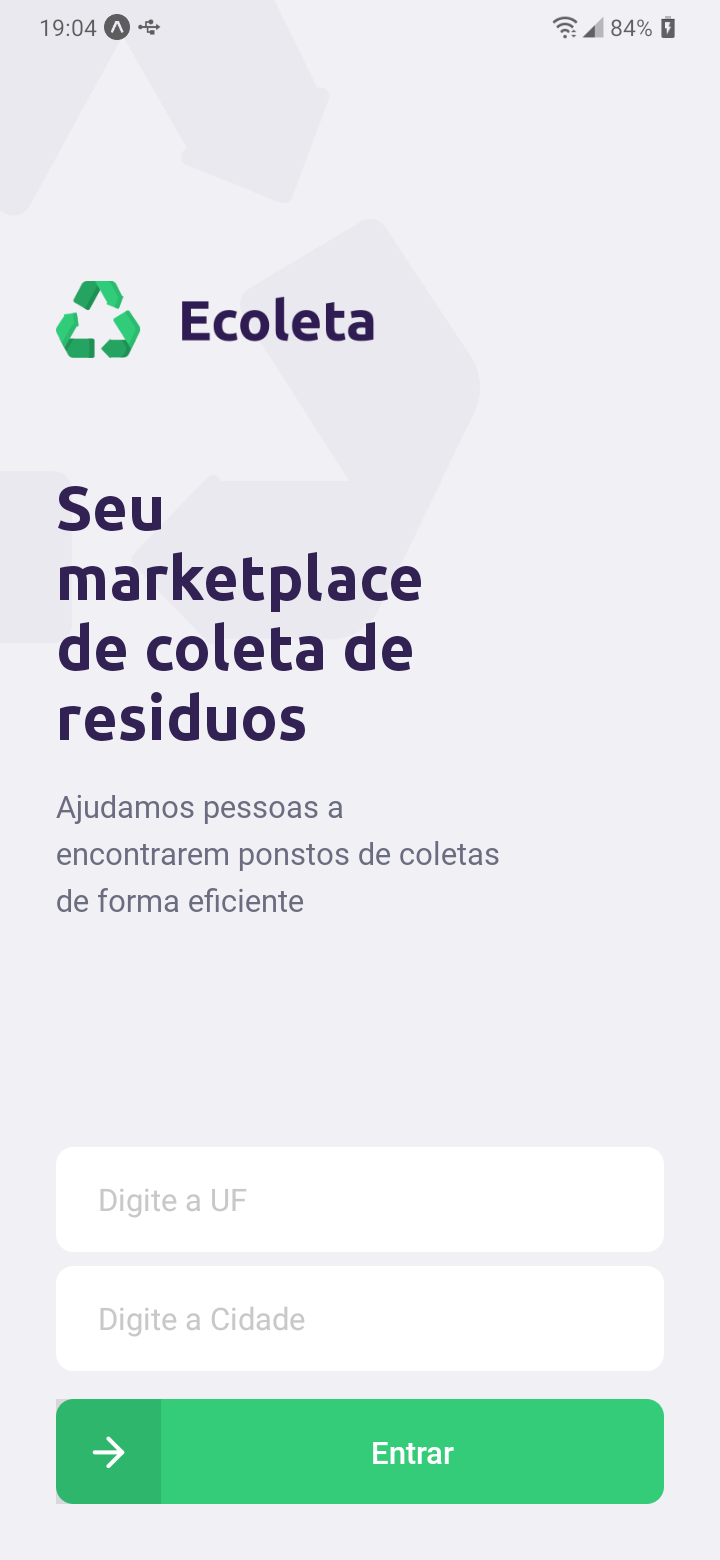 19:04 84%
Ecoleta
Seu
marketplace
de coleta de
residuos
Ajudamos pessoas a
encontrarem ponstos de coletas
de forma eficiente
Digite a UF
Digite a Cidade
Entrar